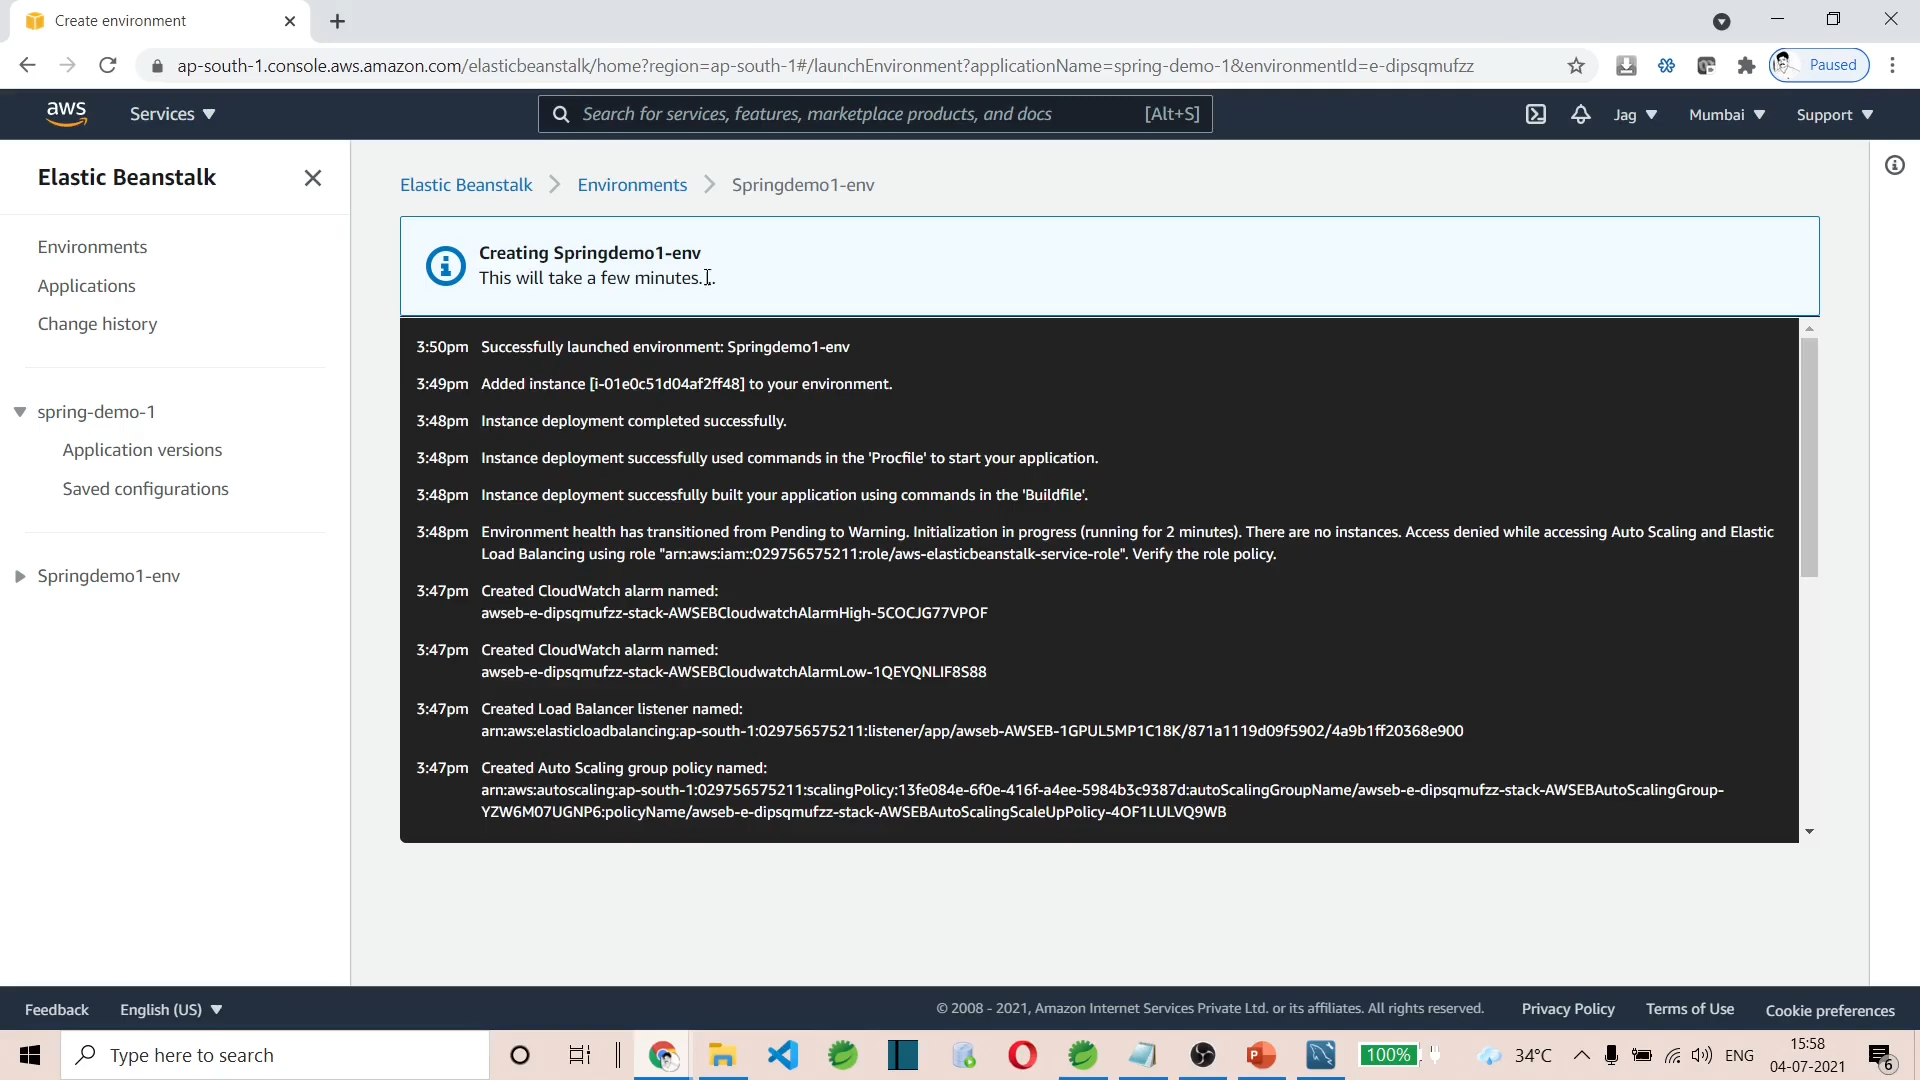 Create environment
ap-south-1.console.aws.amazon.com/elasticbeanstalk/home?region=ap-south-1#/launchEnvironment?applicationName=spring-demo-1&environmentId=e-dipsqmufzz
Paused
aws
Services
Search for services, features, marketplace products, and docs
[Alt+S]
Jag
Mumbai
Support
Elastic Beanstalk
Environments
Applications
Change history
spring-demo-1
Application versions
Saved configurations
Springdemo1-env
Elastic Beanstalk
Environments
Springdemo1-env
Creating Springdemo1-env
This will take a few minutes. ..
3:50pm Successfully launched environment: Springdemo1-env
3:49pm Added instance [i-01e0c51d04af2ff48] to your environment.
3:48pm Instance deployment completed successfully.
3:48pm Instance deployment successfully used commands in the 'Procfile' to start your application.
3:48pm Instance deployment successfully built your application using commands in the 'Buildfile'.
3:48pm Environment health has transitioned from Pending to Warning. Initialization in progress (running for 2 minutes). There are no instances. Access denied while accessing Auto Scaling and Elastic
Load Balancing using role "arn:aws:iam::029756575211:role/aws-elasticbeanstalk-service-role". Verify the role policy.
3:47pm Created CloudWatch alarm named:
awseb-e-dipsqmufzz-stack-AWSEBCloudwatchAlarmHigh-5COCJG77VPOF
3:47pm Created CloudWatch alarm named:
awseb-e-dipsqmufzz-stack-AWSEBCloudwatchAlarmLow-1QEYQNLIF8S88
3:47pm Created Load Balancer listener named:
arn:aws:elasticloadbalancing:ap-south-1:029756575211:listener/app/awseb-AWSEB-1GPUL5MP1C18K/871a1119d09f5902/4a9b1ff20368e900
3:47pm Created Auto Scaling group policy named:
arn:aws:autoscaling:ap-south-1:029756575211:scalingPolicy:13fe084e-6f0e-416f-a4ee-5984b3c9387d:autoScalingGroupName/awseb-e-dipsqmufzz-stack-AWSEBAutoScalingGroup-
YZW6M07UGNP6:policyName/awseb-e-dipsqmufzz-stack-AWSEBAutoScalingScaleUpPolicy-4OF1LULVQ9WB
Feedback
English (US)
© 2008 - 2021, Amazon Internet Services Private Ltd. or its affiliates. All rights reserved.
Privacy Policy
Terms of Use
Cookie preferences
Type here to search
100%
34°C
ENG
15:58
04-07-2021
6